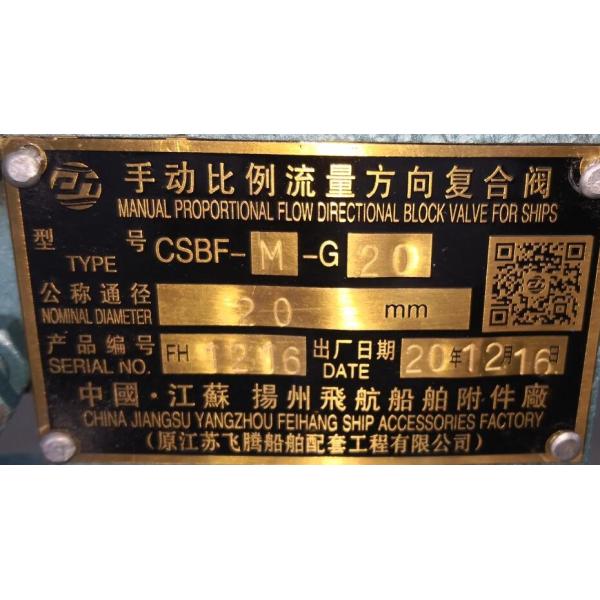 手动比例流量方向复合阀
MANUAL PROPORTIONAL FLOW DIRECTIONAL BLOCK VALVE FOR SHIPS
型 号
TYPE CSBF-M-G20
公称通径
NOMINAL DIAMETER 20 mm
产品编号 FH 1216 出厂日期 20年12月16日
SERIAL NO. DATE
中國·江蘇 揚州飛航船舶附件廠
CHINA JIANGSU YANGZHOU FEIHANG SHIP ACCESSORIES FACTORY
(原江苏飞腾船舶配套工程有限公司)